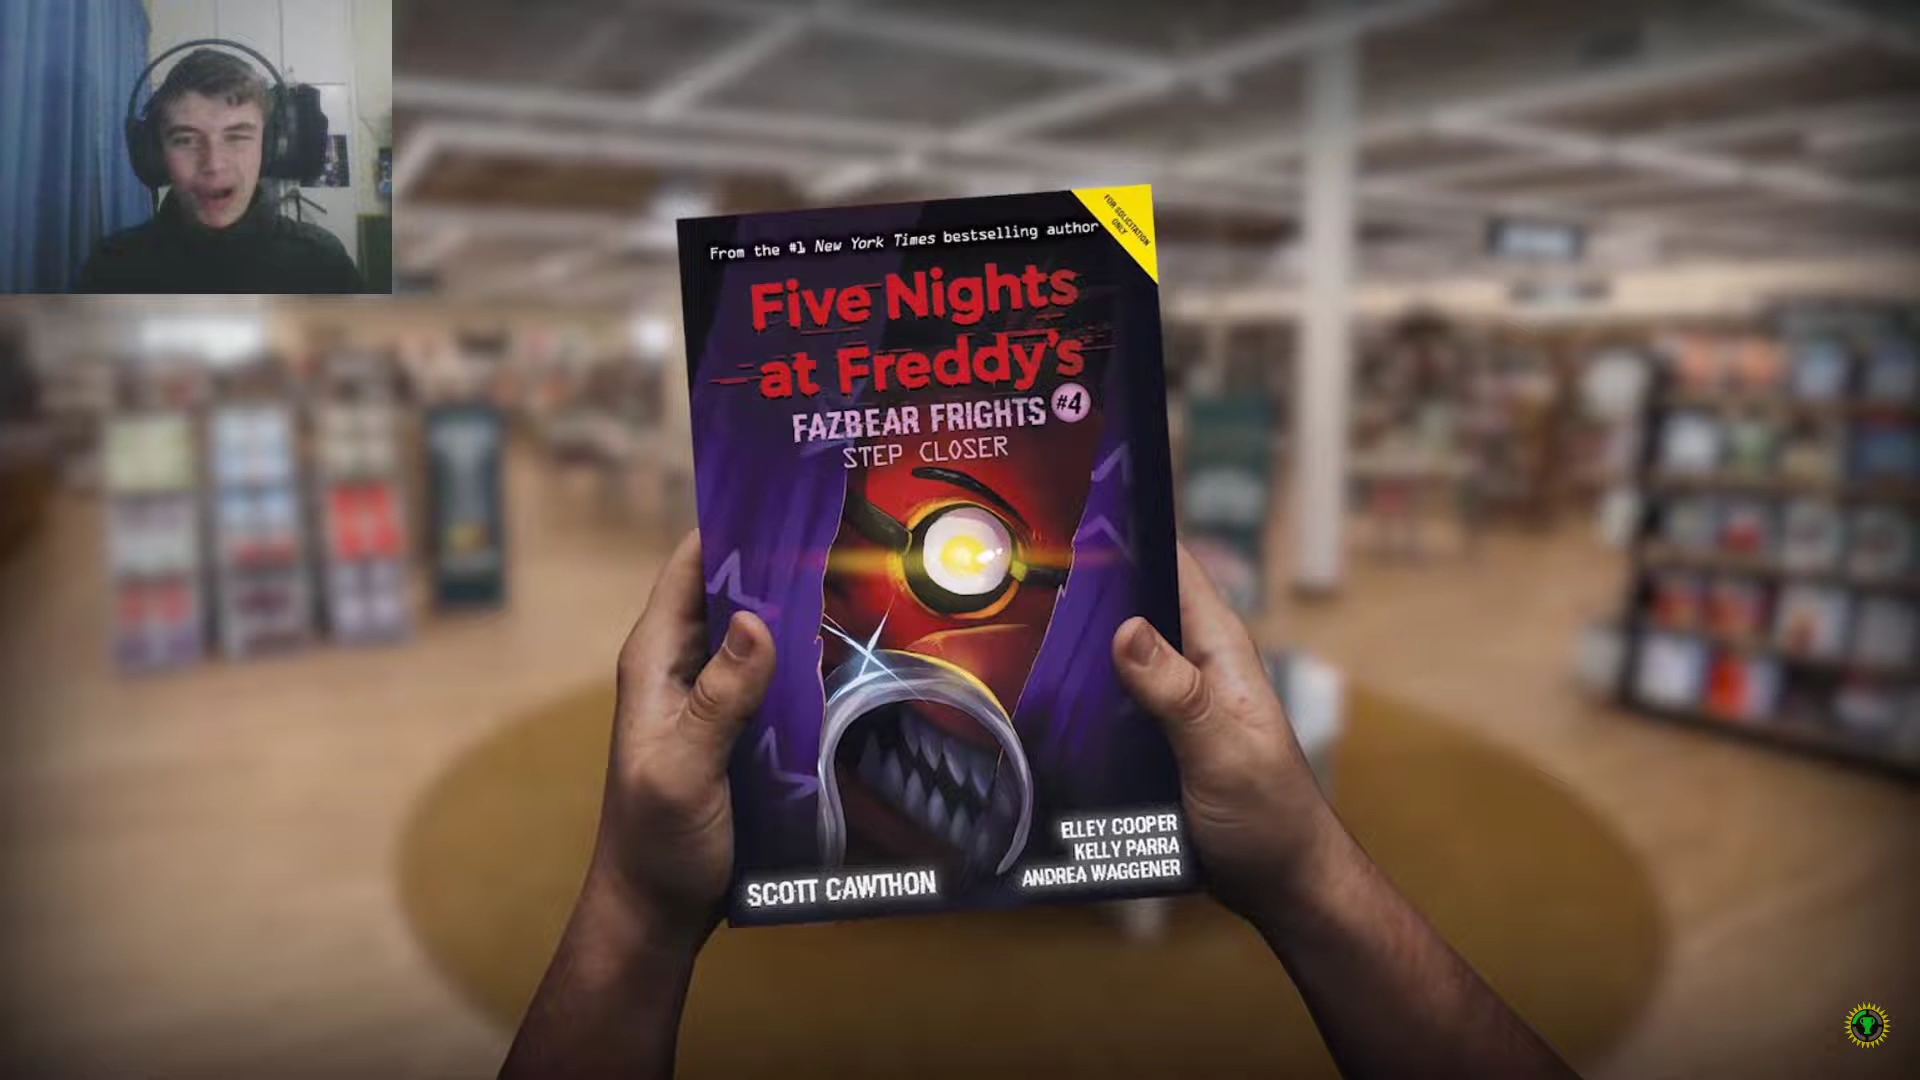 FOR SOLICITATION
ONLY
From the #1 New York Times bestselling author
Five Nights
at Freddy's
FAZBEAR FRIGHTS #4
STEP CLOSER
ELLEY COOPER
KELLY PARRA
ANDREA WAGGENER
SCOTT CAWTHON